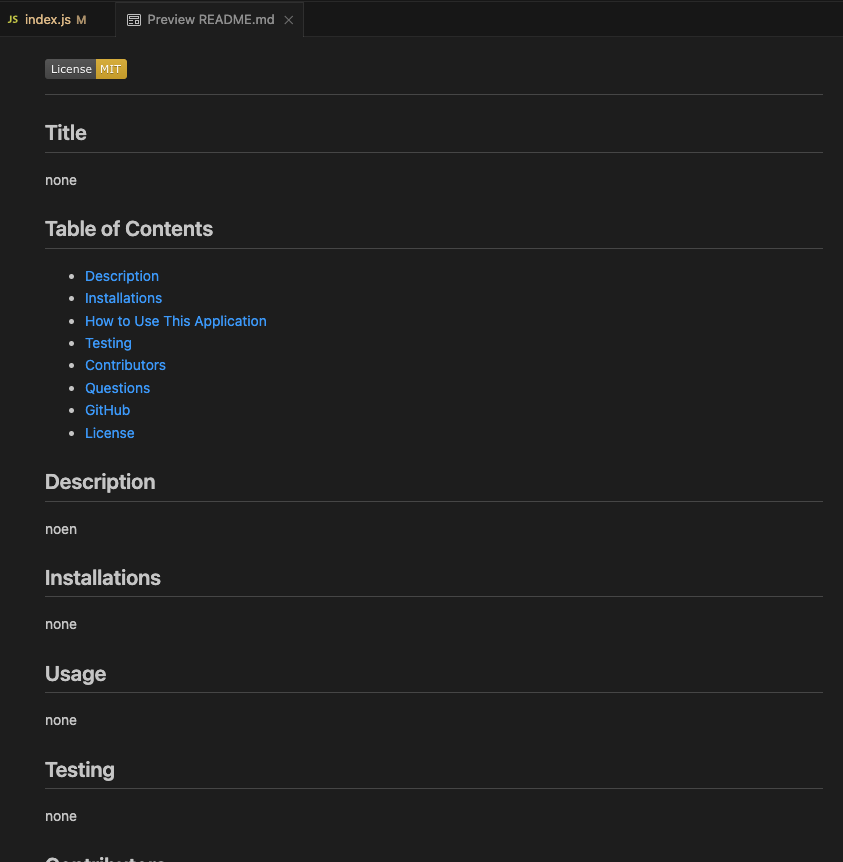 JS index.js M
Preview README.md
License MIT
Title
none
Table of Contents
Description
Installations
How to Use This Application
Testing
Contributors
Questions
GitHub
License
Description
noen
Installations
none
Usage
none
Testing
none
Contributors